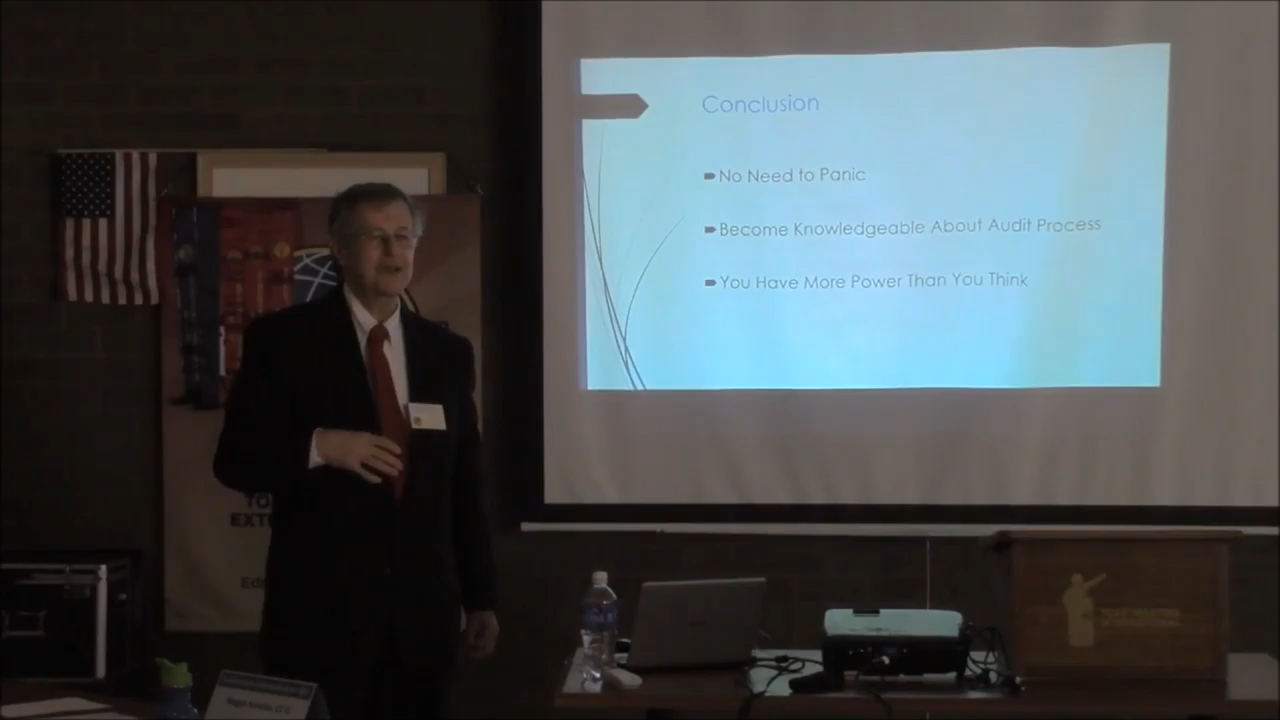 Conclusion
No Need to Panic
Become Knowledgeable About Audit Process
You Have More Power Than You Think